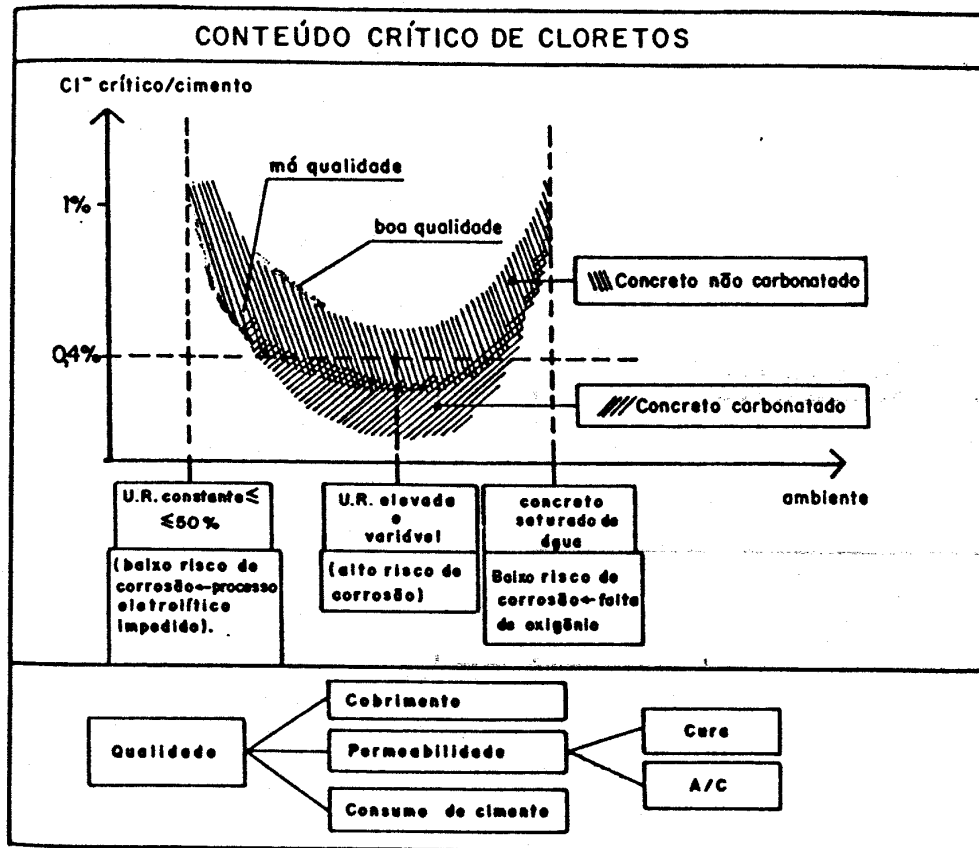 CONTEÚDO CRÍTICO DE CLORETOS
Cl⁻ crítico/cimento
má qualidade
1%
boa qualidade
Concreto não carbonatado
0,4%
Concreto carbonatado
ambiente
U.R. constante ≤
≤50%
(baixo risco de
corrosão←processo
eletrolítico
impedido).
U.R. elevada
e
variável
(alto risco de
corrosão)
concreto
saturado de
água
Baixo risco de
corrosão←falta
de oxigênio
Qualidade
Cobrimento
Permeabilidade
Consumo de cimento
Cura
A/C